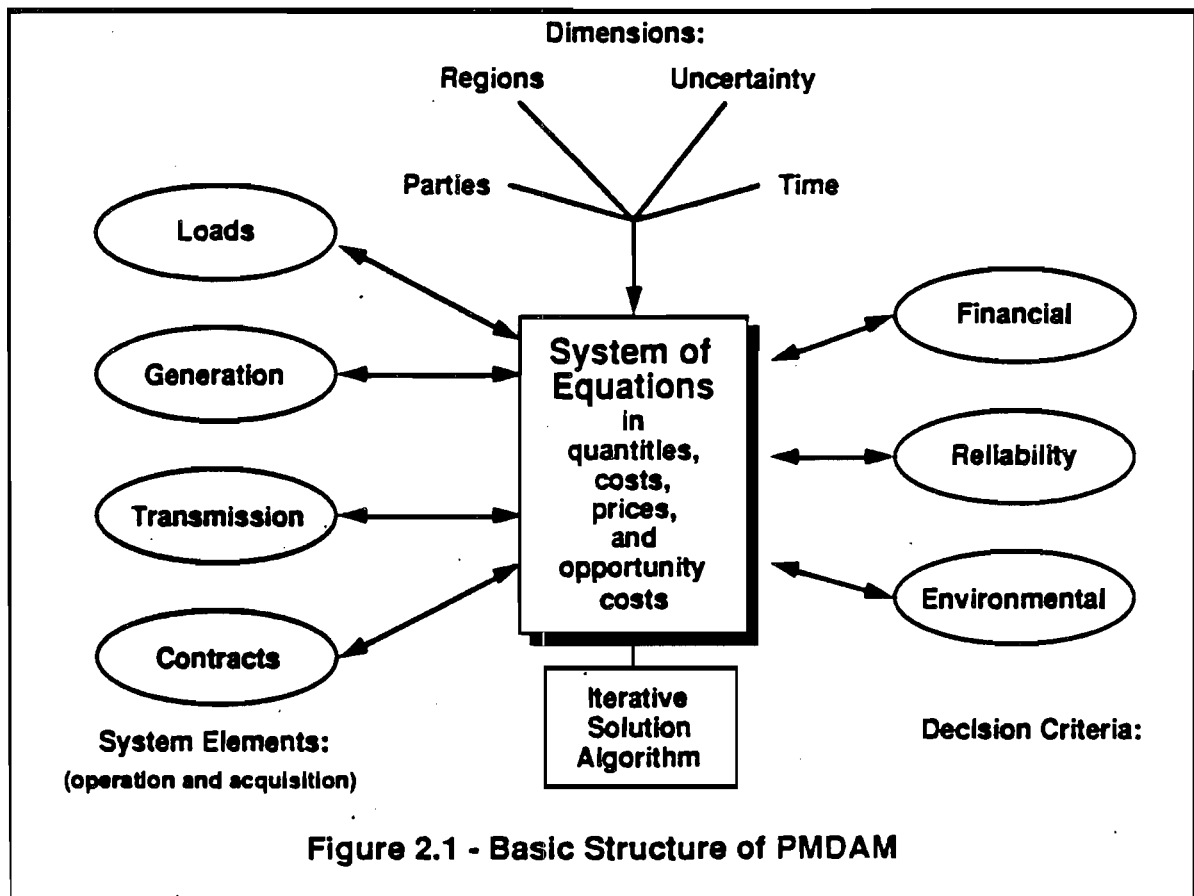 Dimensions:
Regions
Uncertainty
Parties
Time
Loads
Generation
Transmission
Contracts
System Elements:
(operation and acquisition)
System of
Equations
in
quantities,
costs,
prices,
and
opportunity
costs
Iterative
Solution
Algorithm
Financial
Reliability
Environmental
Decision Criteria:
Figure 2.1 - Basic Structure of PMDAM